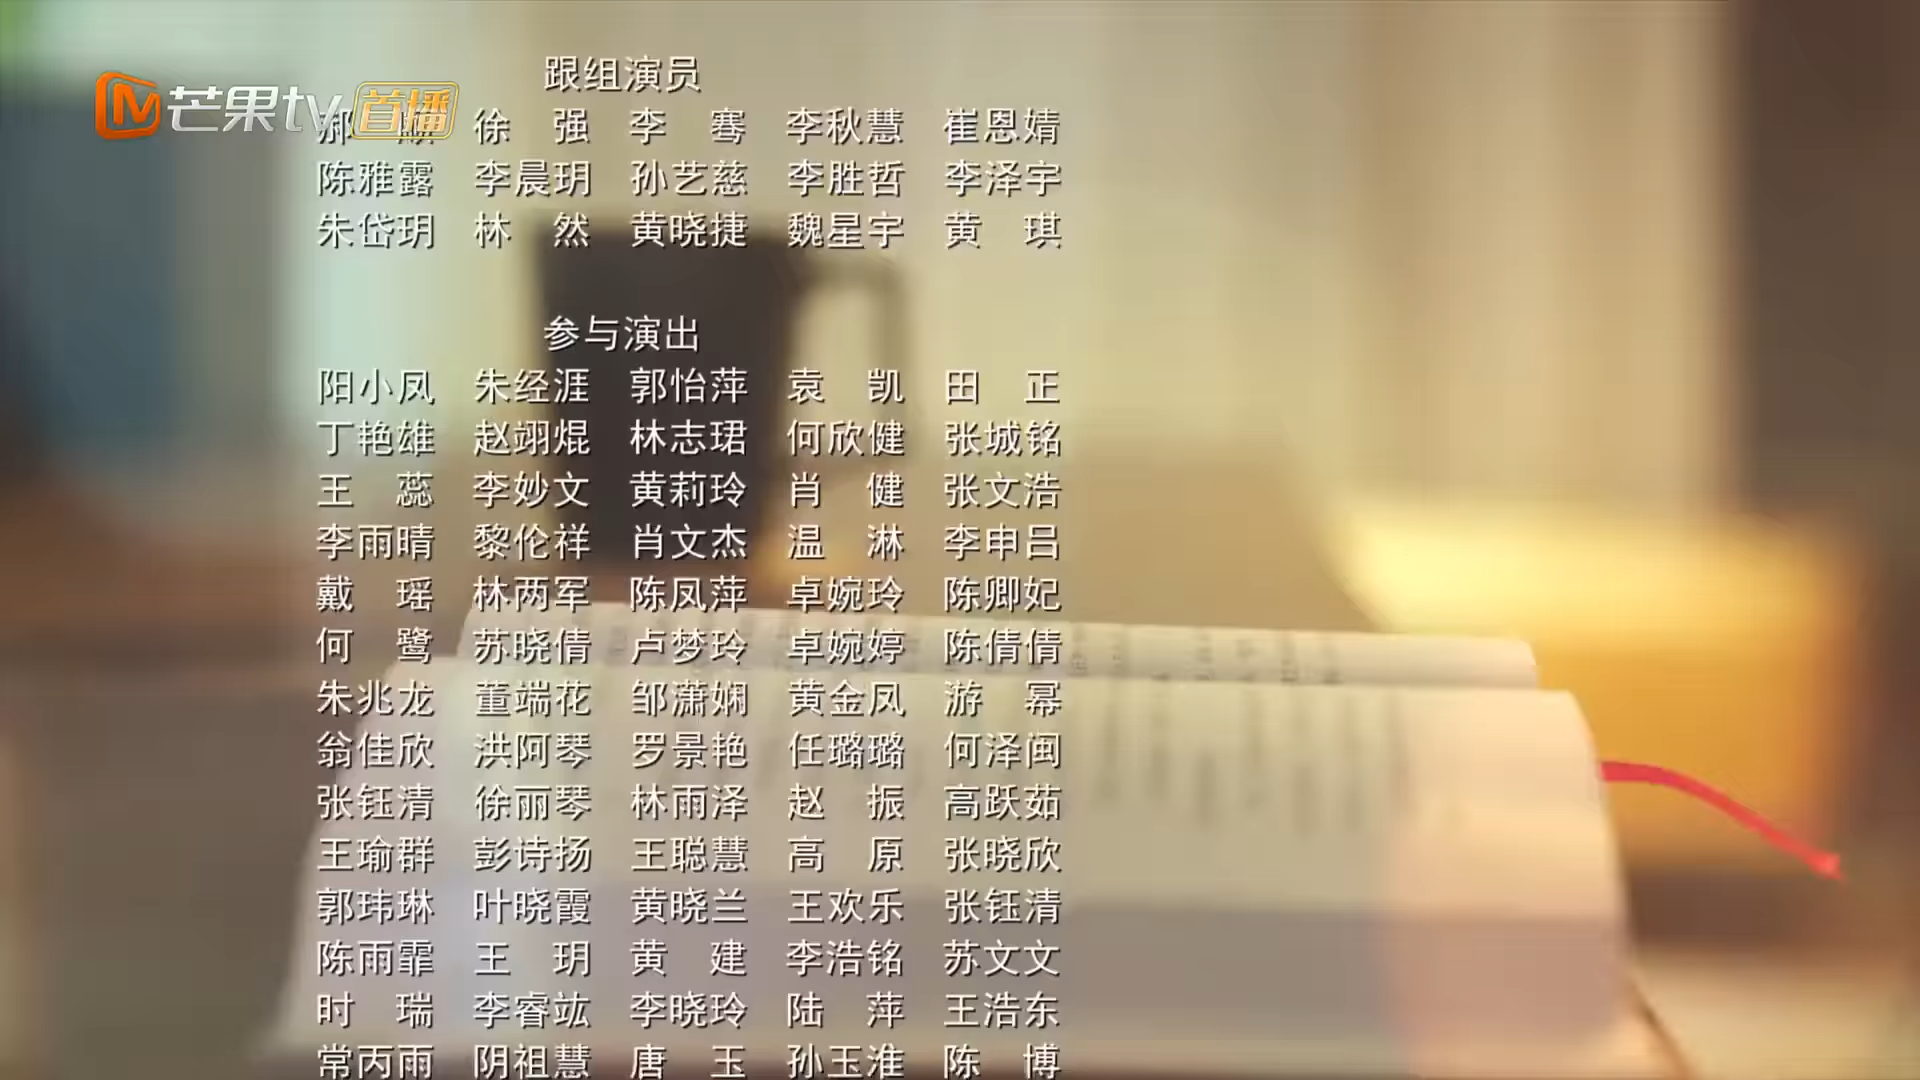 跟组演员
芒果tv 首播
郝 徐 强 李 骞 李秋慧 崔恩婧
陈雅露 李晨玥 孙艺慈 李胜哲 李泽宇
朱岱玥 林 然 黄晓捷 魏星宇 黄 琪
参与演出
阳小凤 朱经涯 郭怡萍 袁 凯 田 正
丁艳雄 赵翊焜 林志珺 何欣健 张城铭
王 蕊 李妙文 黄莉玲 肖 健 张文浩
李雨晴 黎伦祥 肖文杰 温 淋 李申吕
戴 瑶 林两军 陈凤萍 卓婉玲 陈卿妃
何 鹭 苏晓倩 卢梦玲 卓婉婷 陈倩倩
朱兆龙 董端花 邹潇娴 黄金凤 游 幂
翁佳欣 洪阿琴 罗景艳 任璐璐 何泽闽
张钰清 徐丽琴 林雨泽 赵 振 高跃茹
王瑜群 彭诗扬 王聪慧 高 原 张晓欣
郭玮琳 叶晓霞 黄晓兰 王欢乐 张钰清
陈雨霏 王 玥 黄 建 李浩铭 苏文文
时 瑞 李睿竑 李晓玲 陆 萍 王浩东
常丙雨 阴祖慧 唐 玉 孙玉淮 陈 博